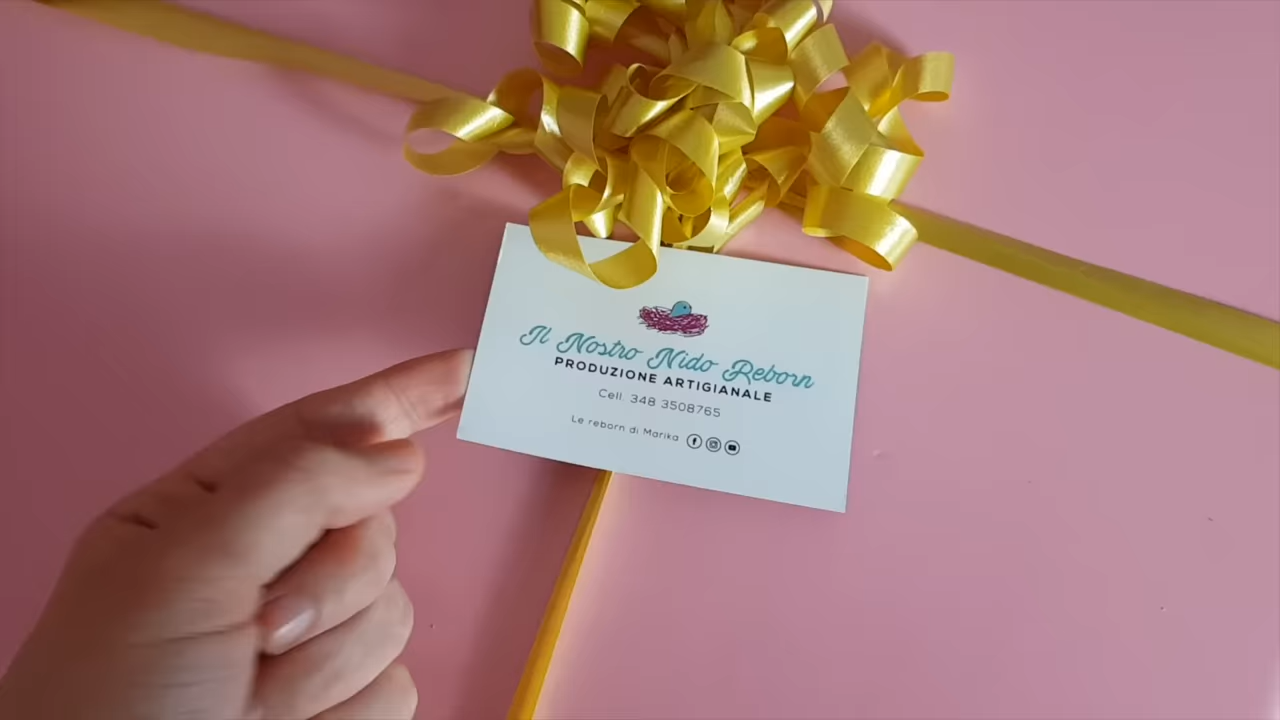 Il Nostro Nido Reborn
PRODUZIONE ARTIGIANALE
Cell. 348 3508765
Le reborn di Marika